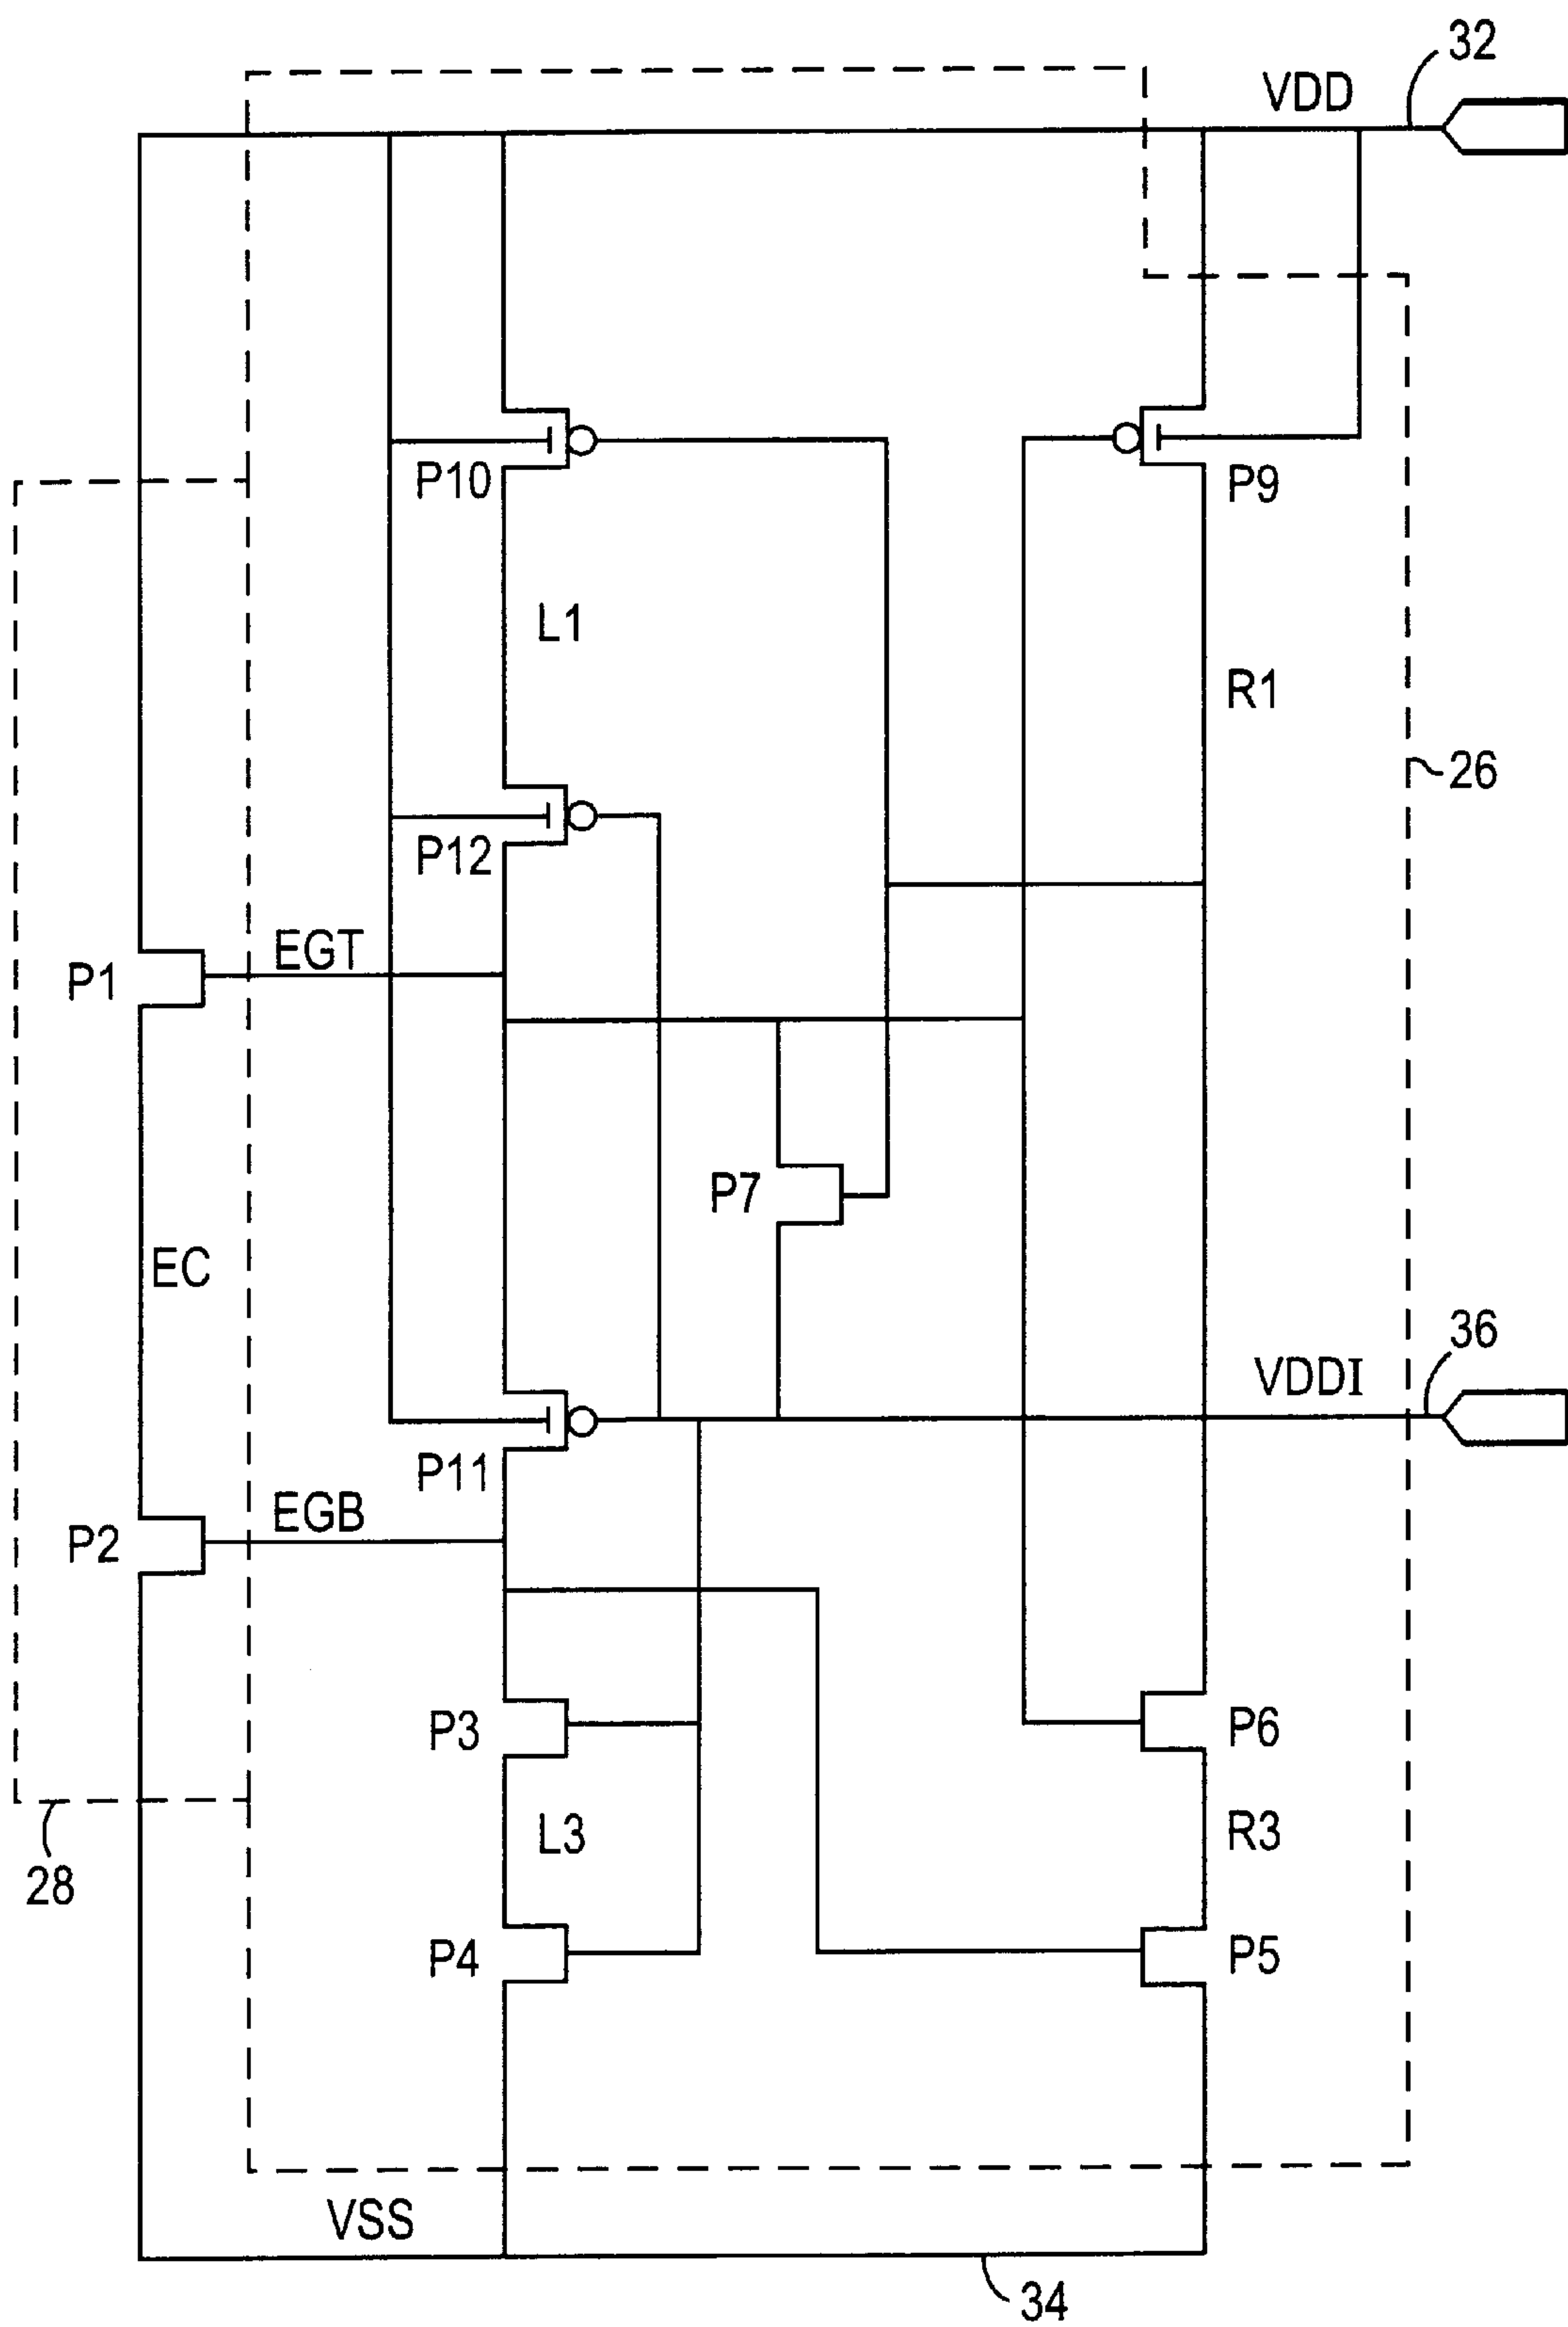 32
VDD
P10
P9
L1
R1
26
P12
EGT
P1
P7
EC
36
VDDI
P11
EGB
P2
P3
P6
L3
R3
28
P4
P5
VSS
34